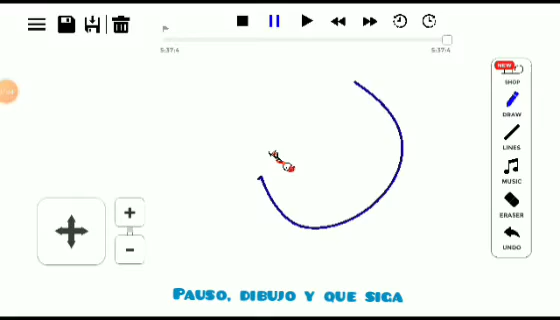 5:37:4
5:37:4
NEW
SHOP
DRAW
LINES
MUSIC
ERASER
UNDO
Pauso, dibujo y que siga